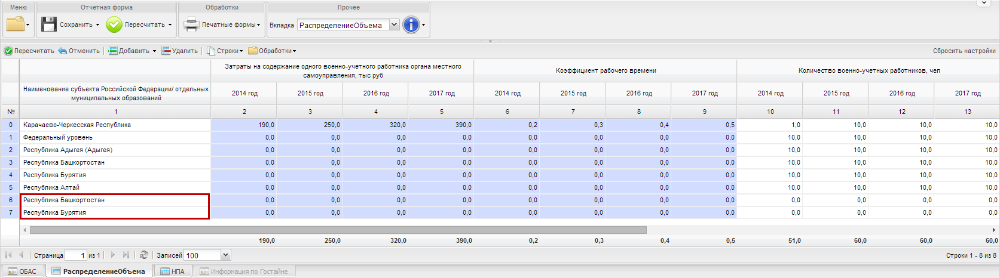 Меню
Отчетная форма
Обработки
Прочее
Сохранить
Пересчитать
Печатные формы
Вкладка РаспределениеОбъема
Пересчитать Отменить Добавить Удалить Строки Обработки Сбросить настройки
Затраты на содержание одного военно-учетного работника органа местного
самоуправления, тыс руб
Коэффициент рабочего времени
Количество военно-учетных работников, чел
Наименование субъекта Российской Федерации/ отдельных
муниципальных образований
2014 год 2015 год 2016 год 2017 год 2014 год 2015 год 2016 год 2017 год 2014 год 2015 год 2016 год 2017 год
№ 1 2 3 4 5 6 7 8 9 10 11 12 13
0 Карачаево-Черкесская Республика 190,0 250,0 320,0 390,0 0,2 0,3 0,4 0,5 1,0 10,0 10,0 10,0
1 Федеральный уровень 0,0 0,0 0,0 0,0 0,0 0,0 0,0 0,0 10,0 10,0 10,0 10,0
2 Республика Адыгея (Адыгея) 0,0 0,0 0,0 0,0 0,0 0,0 0,0 0,0 10,0 10,0 10,0 10,0
3 Республика Башкортостан 0,0 0,0 0,0 0,0 0,0 0,0 0,0 0,0 10,0 10,0 10,0 10,0
4 Республика Бурятия 0,0 0,0 0,0 0,0 0,0 0,0 0,0 0,0 10,0 10,0 10,0 10,0
5 Республика Алтай 0,0 0,0 0,0 0,0 0,0 0,0 0,0 0,0 10,0 10,0 10,0 10,0
6 Республика Башкортостан 0,0 0,0 0,0 0,0 0,0 0,0 0,0 0,0 0,0 0,0 0,0 0,0
7 Республика Бурятия 0,0 0,0 0,0 0,0 0,0 0,0 0,0 0,0 0,0 0,0 0,0 0,0
190,0 250,0 320,0 390,0 0,2 0,3 0,4 0,5 51,0 60,0 60,0 60,0
Страница 1 из 1 Записей 100 Строки 1 - 8 из 8
ОБАС РаспределениеОбъема НПА Информация по Гостайне